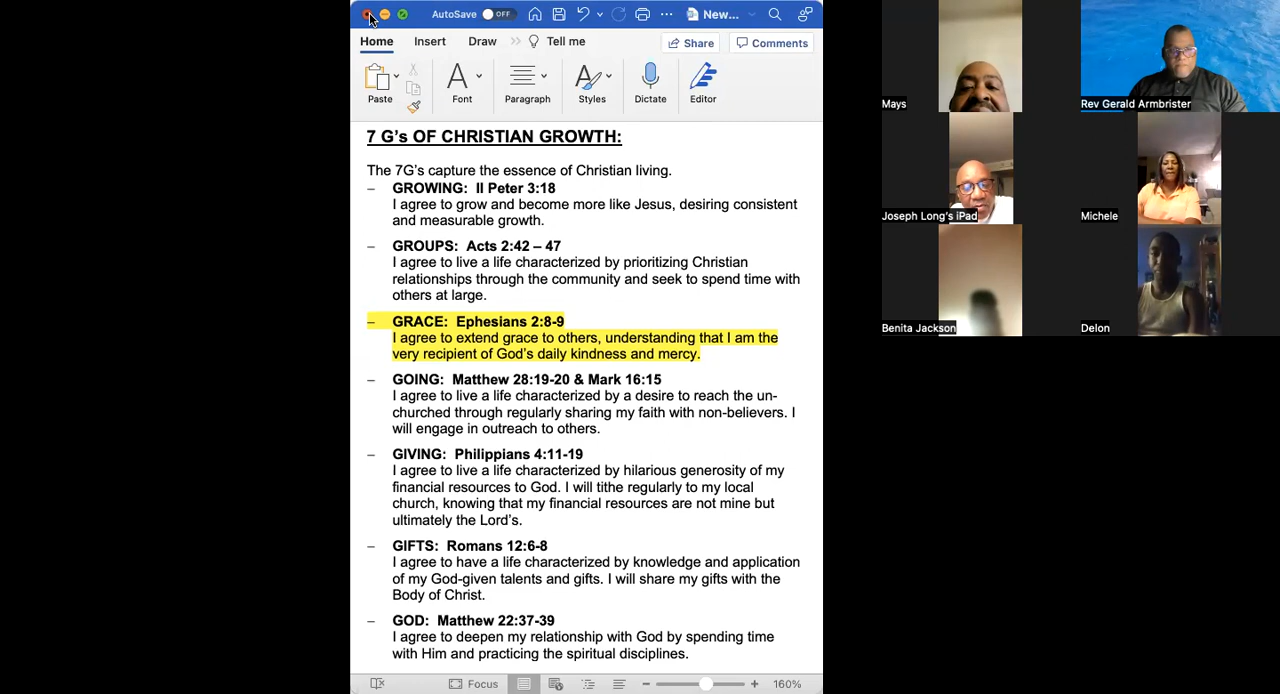 AutoSave OFF New...
Home Insert Draw Tell me Share Comments
Paste Font Paragraph Styles Dictate Editor
7 G's OF CHRISTIAN GROWTH:
The 7G's capture the essence of Christian living.
– GROWING: II Peter 3:18
I agree to grow and become more like Jesus, desiring consistent
and measurable growth.
– GROUPS: Acts 2:42 – 47
I agree to live a life characterized by prioritizing Christian
relationships through the community and seek to spend time with
others at large.
– GRACE: Ephesians 2:8-9
I agree to extend grace to others, understanding that I am the
very recipient of God's daily kindness and mercy.
– GOING: Matthew 28:19-20 & Mark 16:15
I agree to live a life characterized by a desire to reach the un-
churched through regularly sharing my faith with non-believers. I
will engage in outreach to others.
– GIVING: Philippians 4:11-19
I agree to live a life characterized by hilarious generosity of my
financial resources to God. I will tithe regularly to my local
church, knowing that my financial resources are not mine but
ultimately the Lord's.
– GIFTS: Romans 12:6-8
I agree to have a life characterized by knowledge and application
of my God-given talents and gifts. I will share my gifts with the
Body of Christ.
– GOD: Matthew 22:37-39
I agree to deepen my relationship with God by spending time
with Him and practicing the spiritual disciplines.
Focus 160%
Mays
Rev Gerald Armbrister
Joseph Long's iPad
Michele
Benita Jackson
Delon